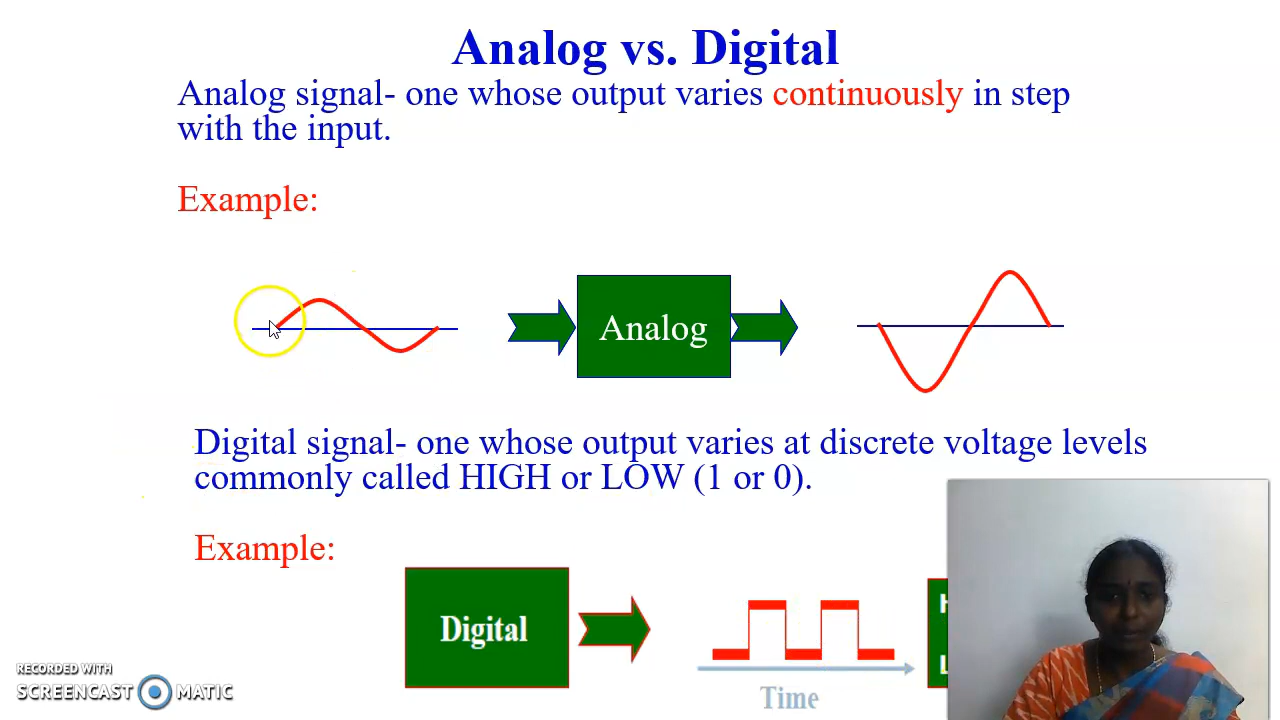 Analog vs. Digital
Analog signal- one whose output varies continuously in step
with the input.
Example:
Analog
Digital signal- one whose output varies at discrete voltage levels
commonly called HIGH or LOW (1 or 0).
Example:
Digital
H
L
Time
RECORDED WITH
SCREENCAST MATIC